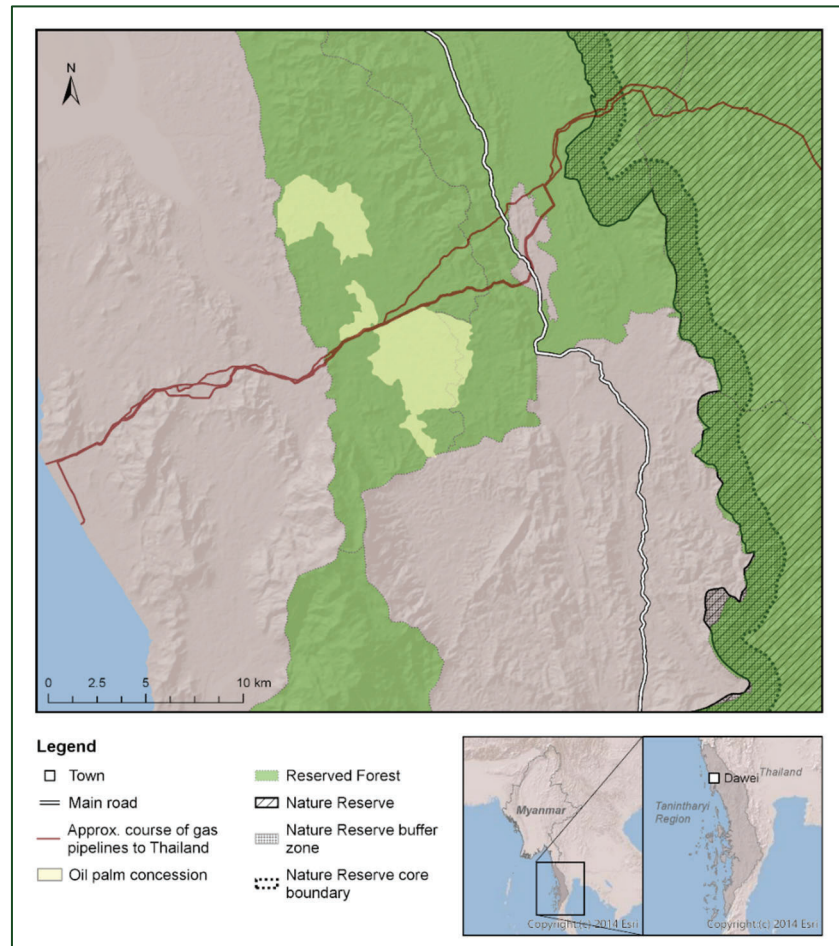 N
0 2.5 5 10 km
Legend
Town
Main road
Approx. course of gas
pipelines to Thailand
Oil palm concession
Reserved Forest
Nature Reserve
Nature Reserve buffer
zone
Nature Reserve core
boundary
Myanmar
Copyright:(c) 2014 Esri
Dawei
Thailand
Tanintharyi
Region
Copyright:(c) 2014 Esri